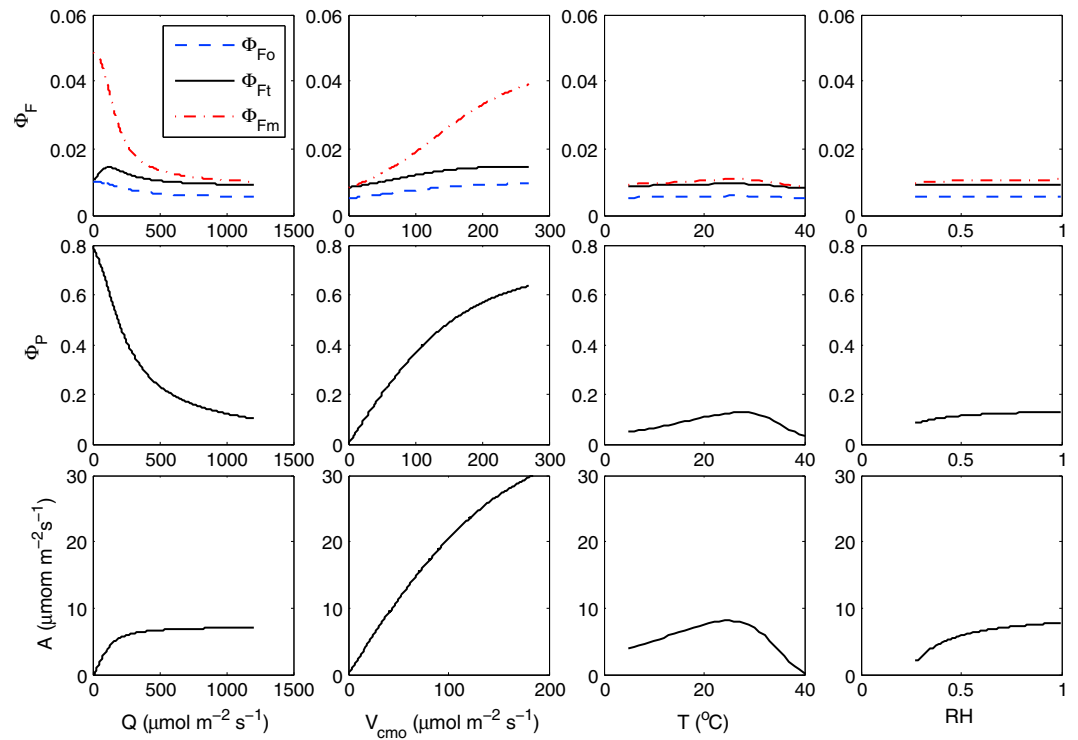 0.06 0.04 0.02 0 Φ_F
Φ_Fo
Φ_Ft
Φ_Fm
0 500 1000 1500
0.06 0.04 0.02 0
0 100 200 300
0.06 0.04 0.02 0
0 20 40
0.06 0.04 0.02 0
0 0.5 1
0.8 0.6 0.4 0.2 0 Φ_P
0 500 1000 1500
0.8 0.6 0.4 0.2 0
0 100 200 300
0.8 0.6 0.4 0.2 0
0 20 40
0.8 0.6 0.4 0.2 0
0 0.5 1
30 20 10 0 A (μmom m⁻²s⁻¹)
0 500 1000 1500
Q (μmol m⁻² s⁻¹)
30 20 10 0
0 100 200
V_cmo (μmol m⁻² s⁻¹)
30 20 10 0
0 20 40
T (°C)
30 20 10 0
0 0.5 1
RH